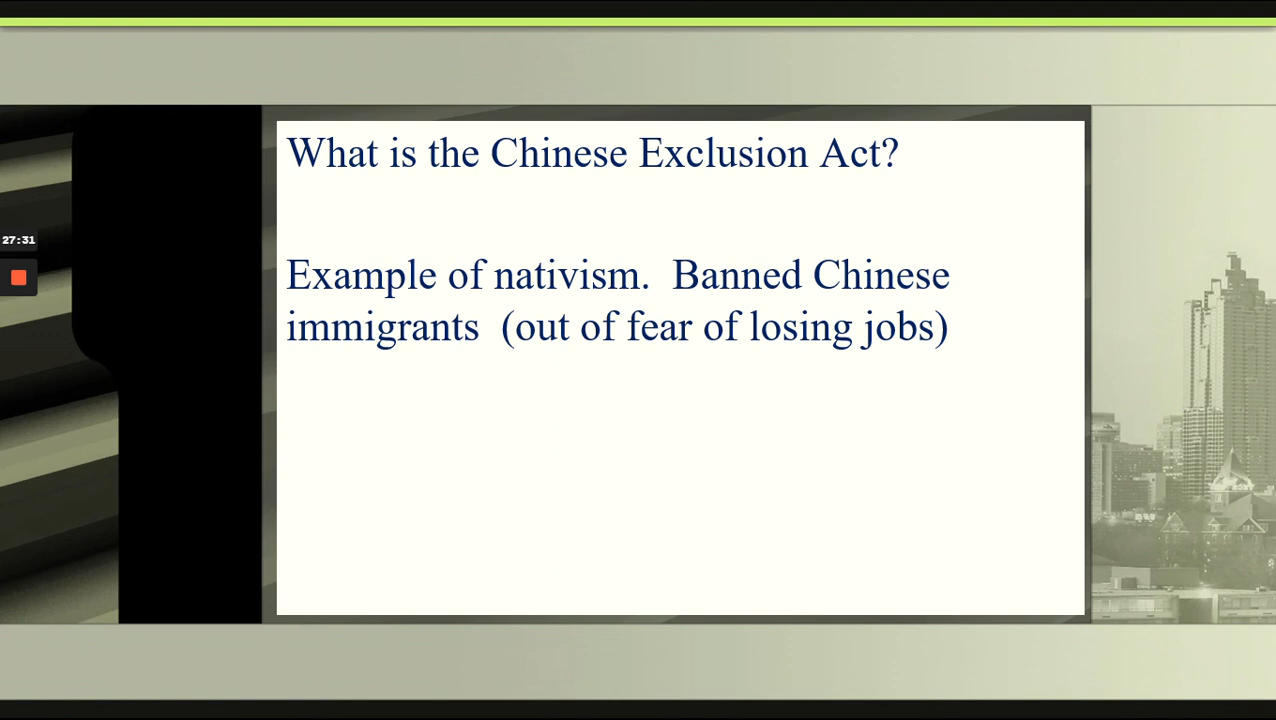 What is the Chinese Exclusion Act?
Example of nativism.  Banned Chinese
immigrants  (out of fear of losing jobs)
27:31